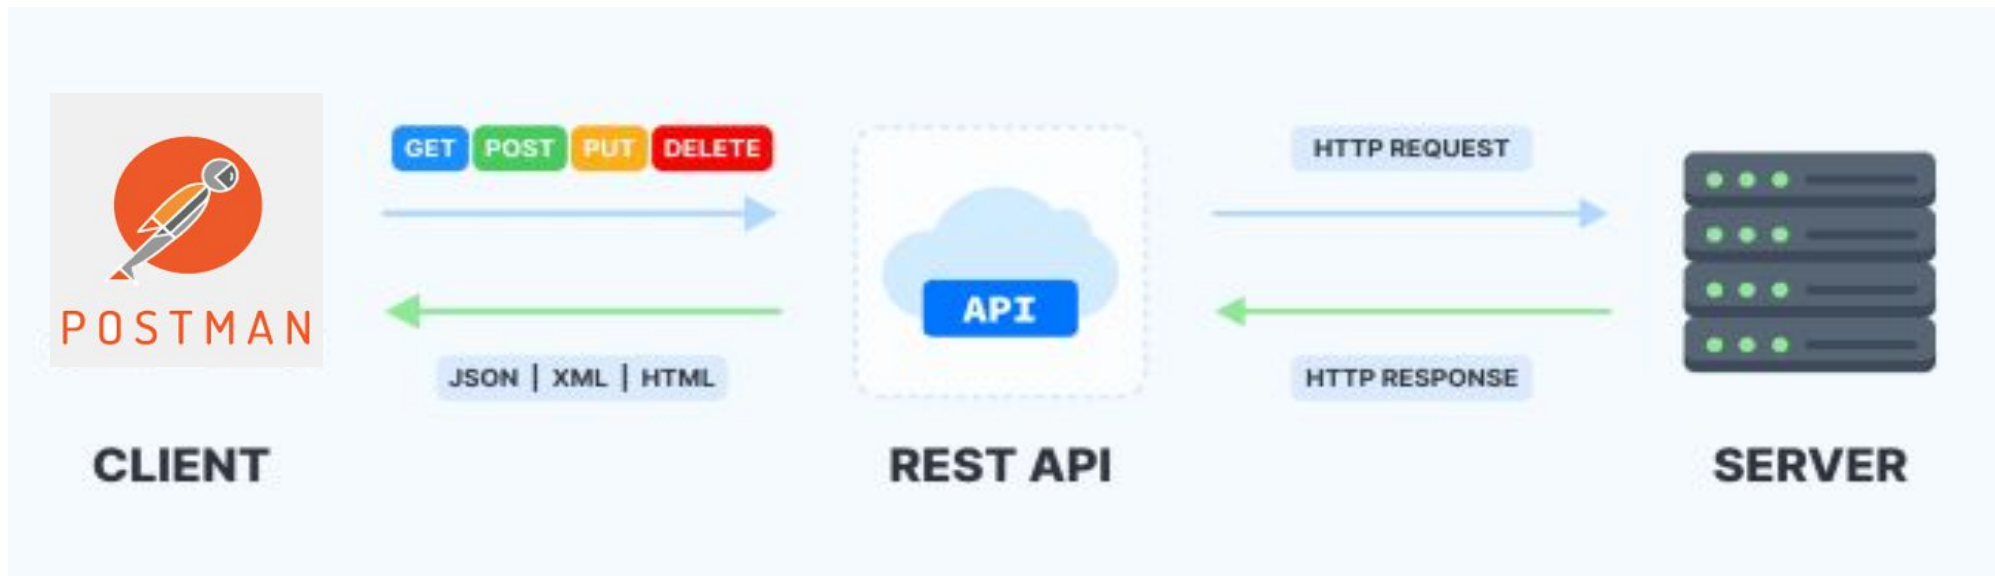 GET POST PUT DELETE
HTTP REQUEST
POSTMAN
API
JSON | XML | HTML
HTTP RESPONSE
CLIENT
REST API
SERVER